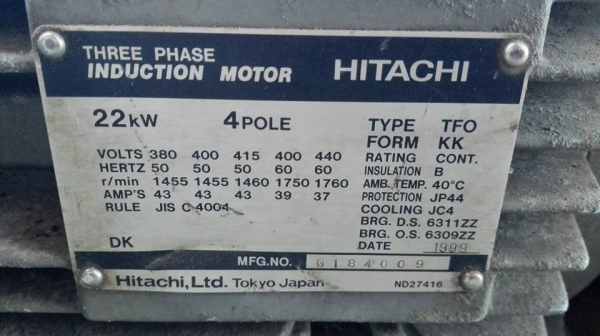 THREE PHASE
INDUCTION MOTOR HITACHI
22kW 4POLE
TYPE TFO
FORM KK
VOLTS 380 400 415 400 440
HERTZ 50 50 50 60 60
r/min 1455 1455 1460 1750 1760
AMP'S 43 43 43 39 37
RULE JIS C 4004
RATING CONT.
INSULATION B
AMB. TEMP. 40°C
PROTECTION JP44
COOLING JC4
BRG. D.S. 6311ZZ
BRG. O.S. 6309ZZ
DATE 1999
DK
MFG.NO. G184009
Hitachi, Ltd. Tokyo Japan ND27416